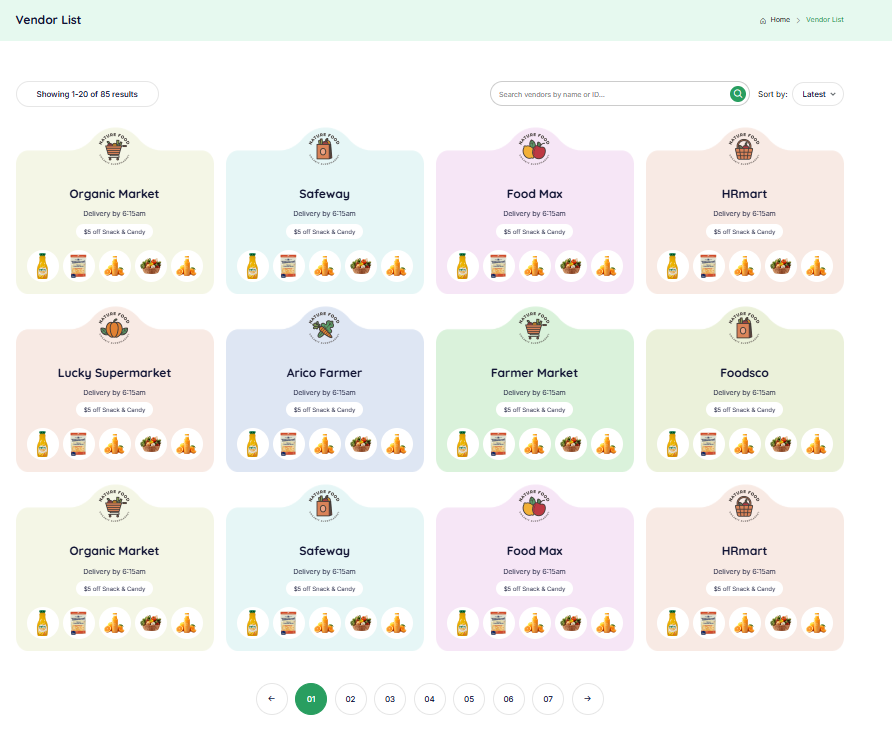 Vendor List
Home > Vendor List
Showing 1-20 of 85 results
Search vendors by name or ID...
Sort by:
Latest
NATURE FOOD
NATURE FOOD
NATURE FOOD
NATURE FOOD
Organic Market
Safeway
Food Max
HRmart
Delivery by 6:15am
Delivery by 6:15am
Delivery by 6:15am
Delivery by 6:15am
$5 off Snack & Candy
$5 off Snack & Candy
$5 off Snack & Candy
$5 off Snack & Candy
NATURE FOOD
NATURE FOOD
NATURE FOOD
NATURE FOOD
Lucky Supermarket
Arico Farmer
Farmer Market
Foodsco
Delivery by 6:15am
Delivery by 6:15am
Delivery by 6:15am
Delivery by 6:15am
$5 off Snack & Candy
$5 off Snack & Candy
$5 off Snack & Candy
$5 off Snack & Candy
NATURE FOOD
NATURE FOOD
NATURE FOOD
NATURE FOOD
Organic Market
Safeway
Food Max
HRmart
Delivery by 6:15am
Delivery by 6:15am
Delivery by 6:15am
Delivery by 6:15am
$5 off Snack & Candy
$5 off Snack & Candy
$5 off Snack & Candy
$5 off Snack & Candy
← 01 02 03 04 05 06 07 →